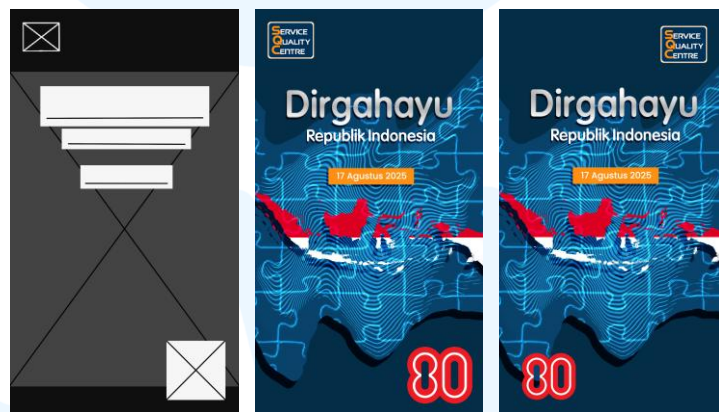 SERVICE
QUALITY
CENTRE
Dirgahayu
Republik Indonesia
17 Agustus 2025
80
SERVICE
QUALITY
CENTRE
Dirgahayu
Republik Indonesia
17 Agustus 2025
80